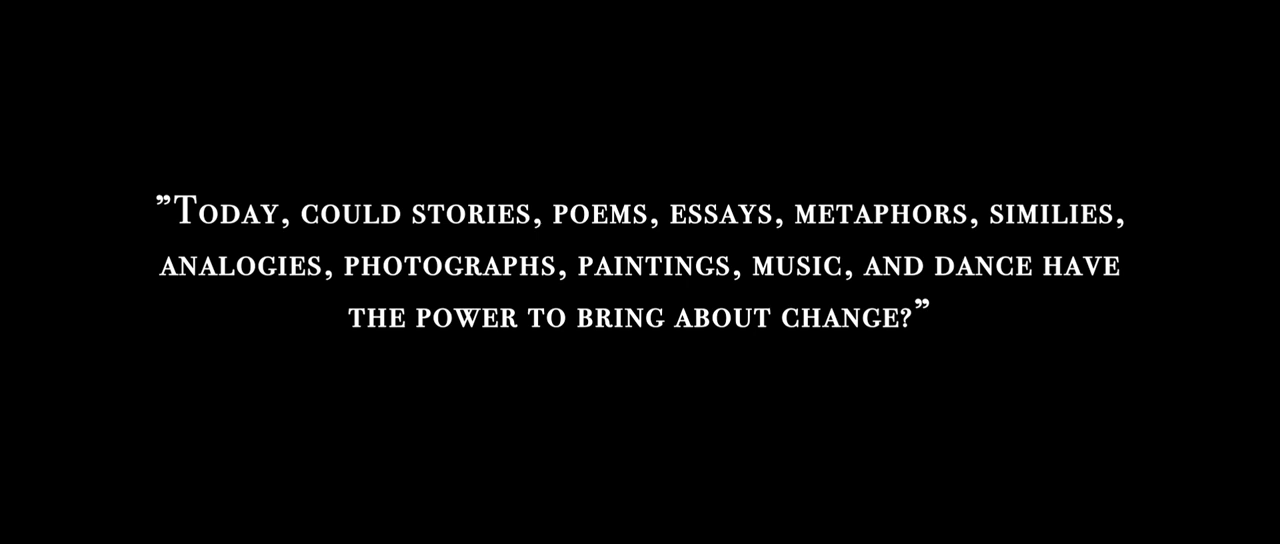 ”Today, could stories, poems, essays, metaphors, similies,
analogies, photographs, paintings, music, and dance have
the power to bring about change?”